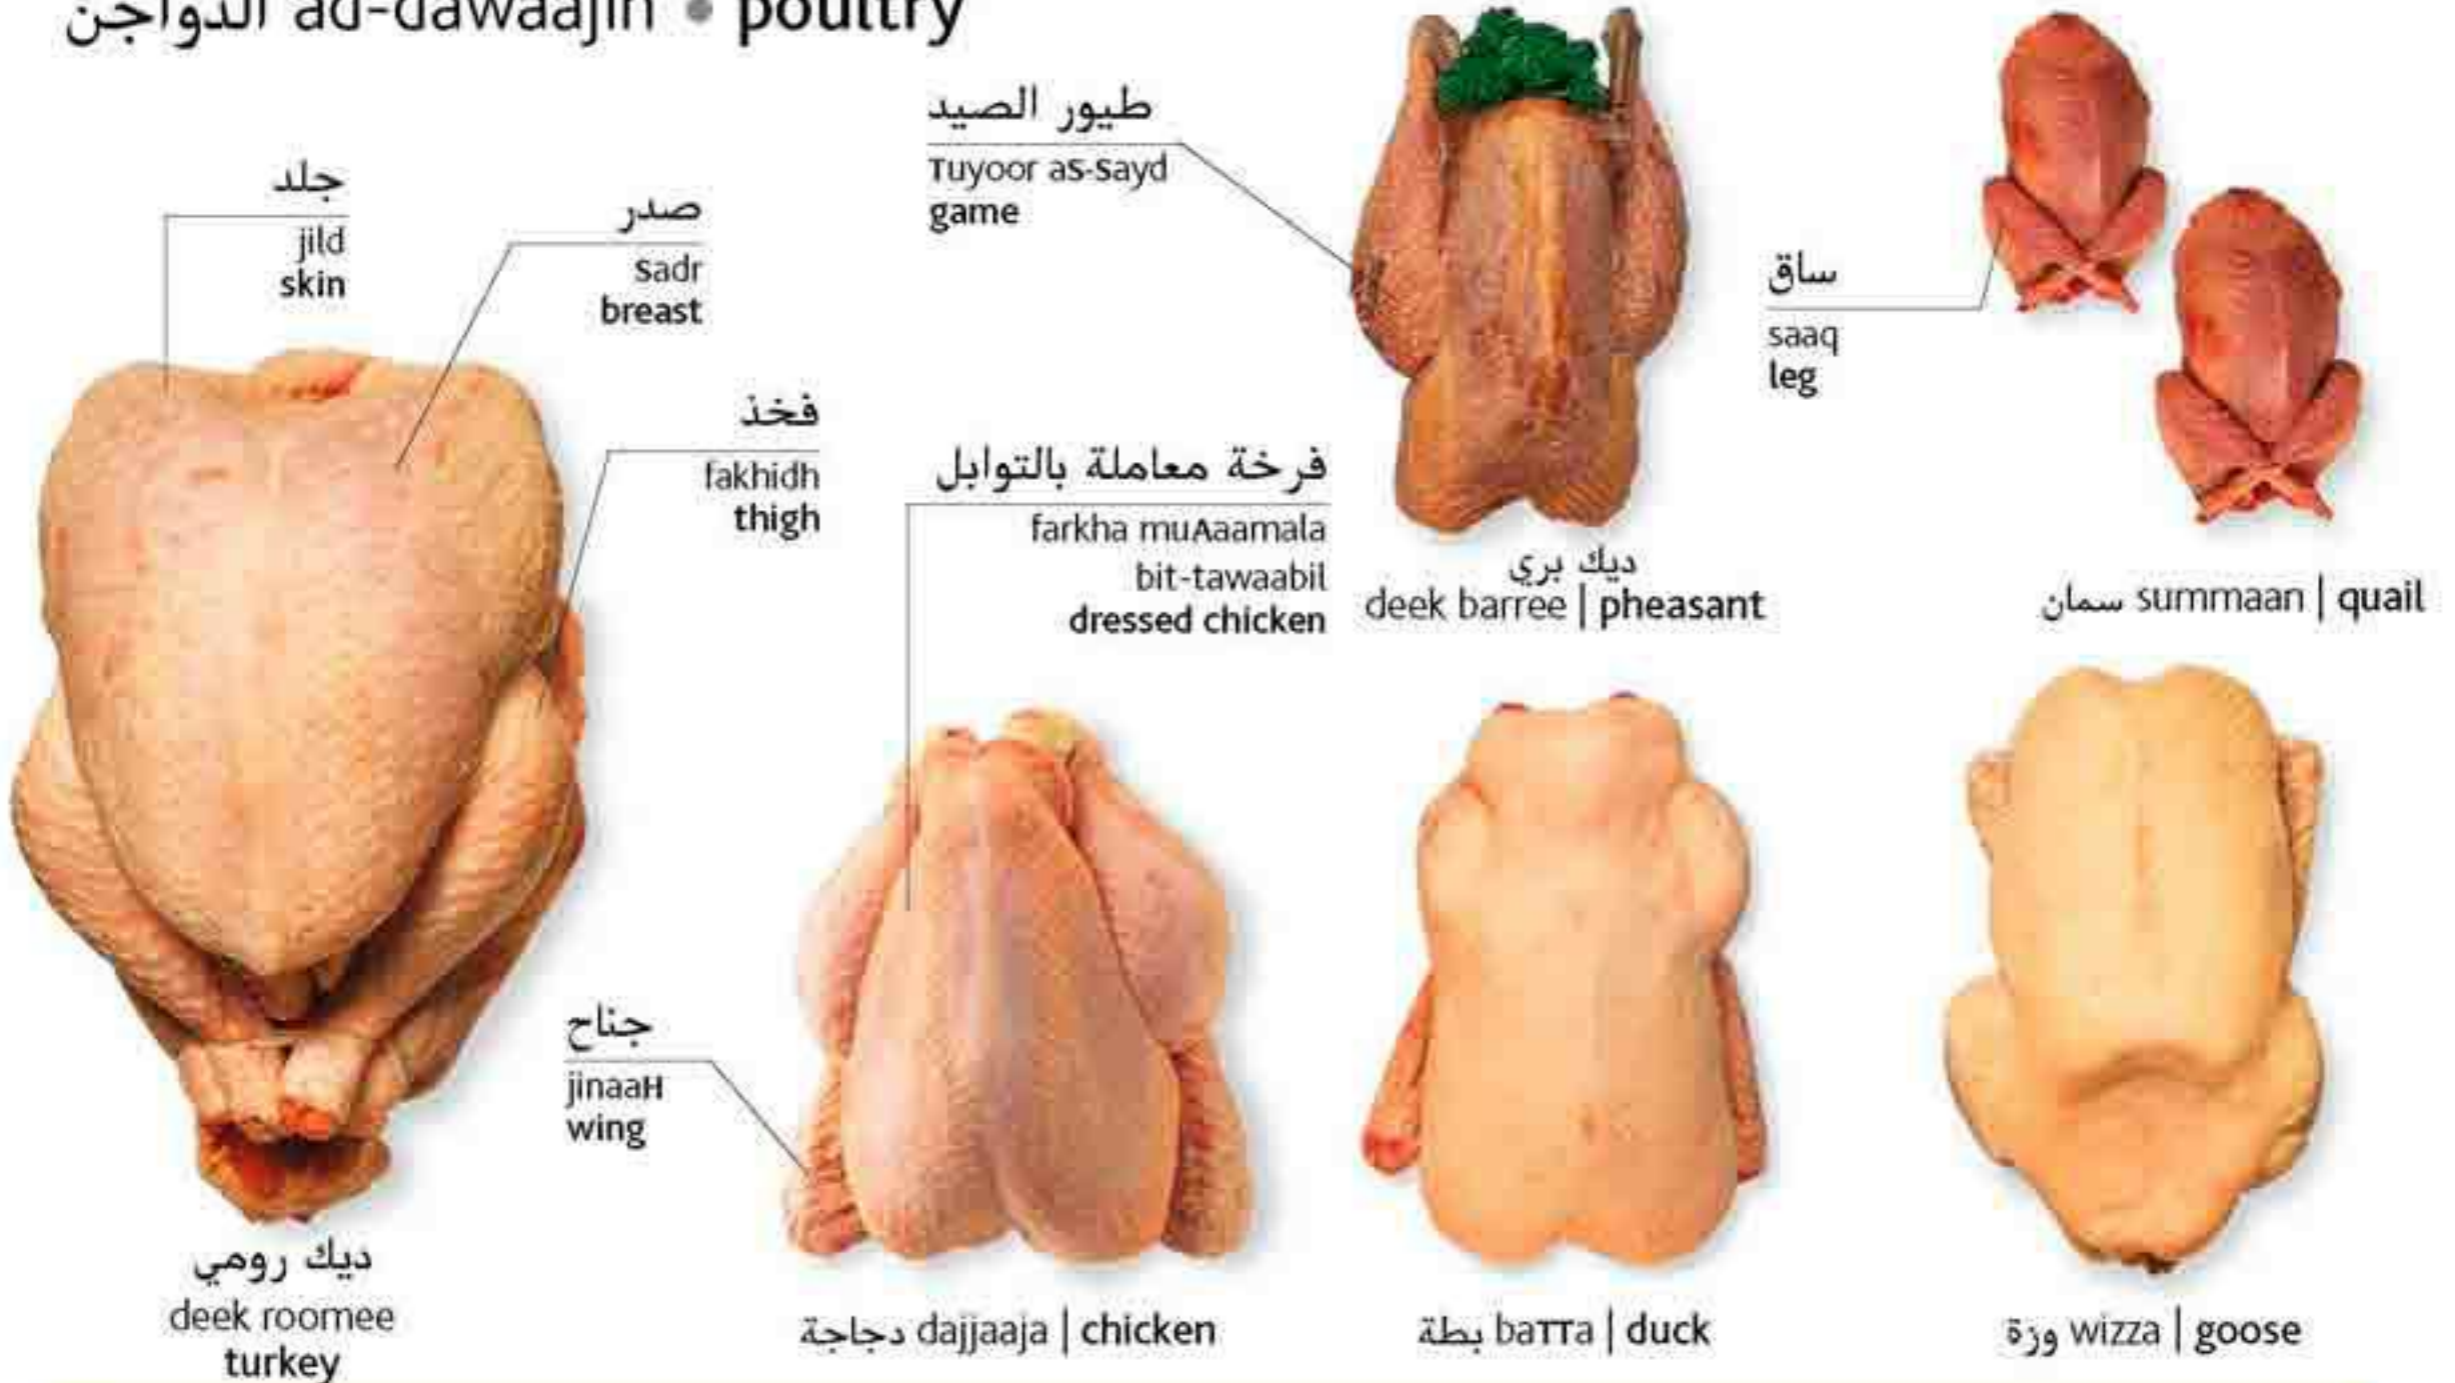 الدواجن ad-dawaajin • poultry
جلد
jild
skin
صدر
sadr
breast
فخذ
fakhidh
thigh
ديك رومي
deek roomee
turkey
طيور الصيد
Tuyoor aS-Sayd
game
ديك بري
deek barree | pheasant
ساق
saaq
leg
سمان summaan | quail
فرخة معاملة بالتوابل
farkha muAaamala
bit-tawaabil
dressed chicken
جناح
jinaaH
wing
دجاجة dajjaaja | chicken
بطة baTTa | duck
وزة wizza | goose